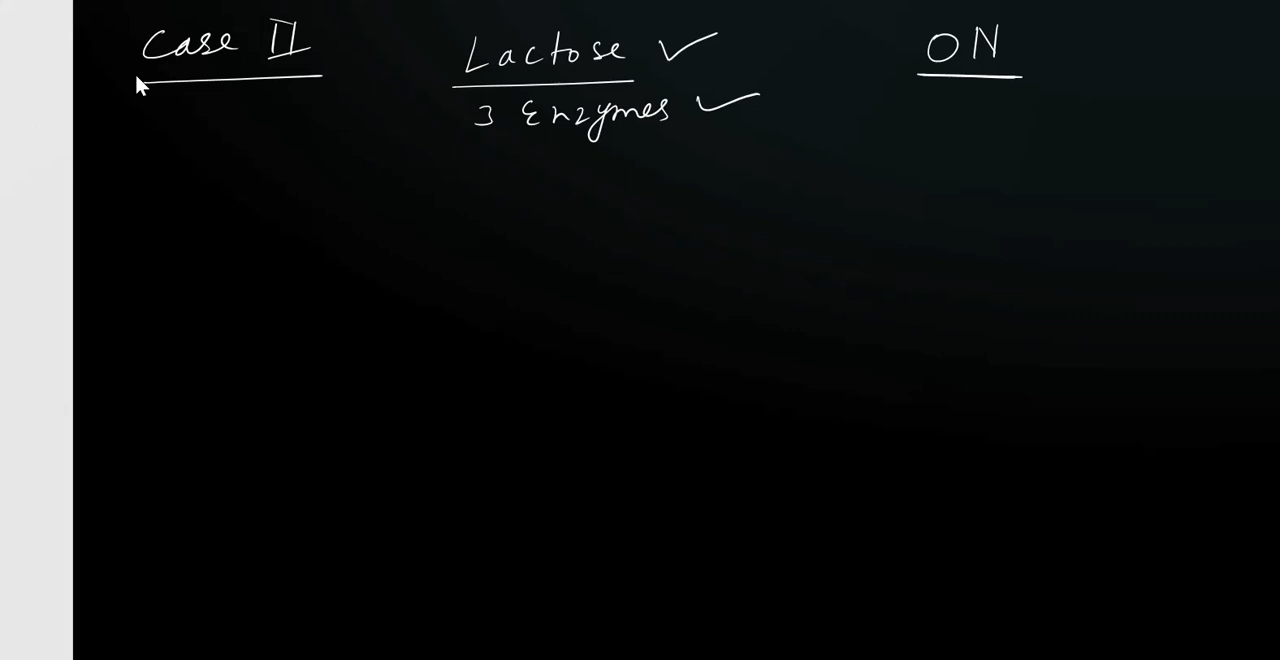 Case II Lactose ✓ ON
3 Enzymes ✓